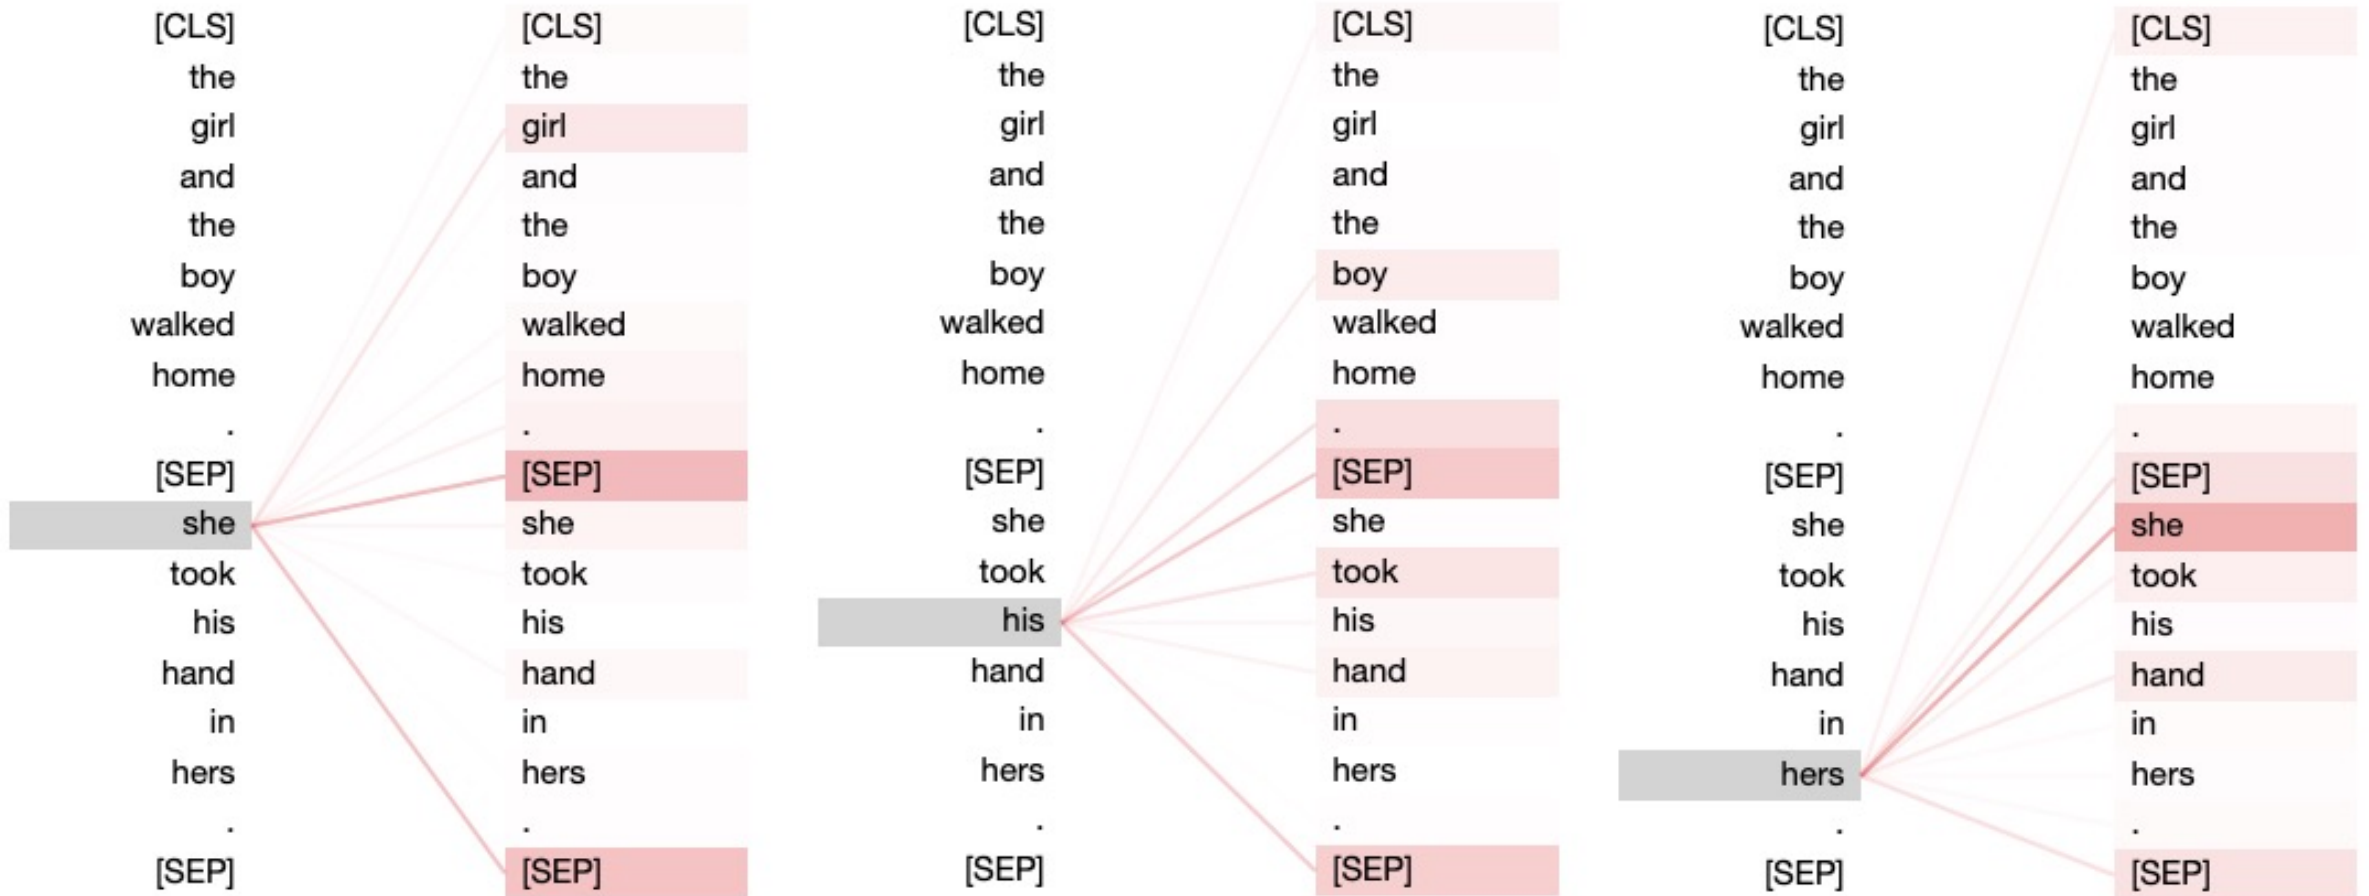 [CLS] [CLS] [CLS] [CLS] [CLS] [CLS]
the the the the the the
girl girl girl girl girl girl
and and and and and and
the the the the the the
boy boy boy boy boy boy
walked walked walked walked walked walked
home home home home home home
. . . . . .
[SEP] [SEP] [SEP] [SEP] [SEP] [SEP]
she she she she she she
took took took took took took
his his his his his his
hand hand hand hand hand hand
in in in in in in
hers hers hers hers hers hers
. . . . . .
[SEP] [SEP] [SEP] [SEP] [SEP] [SEP]